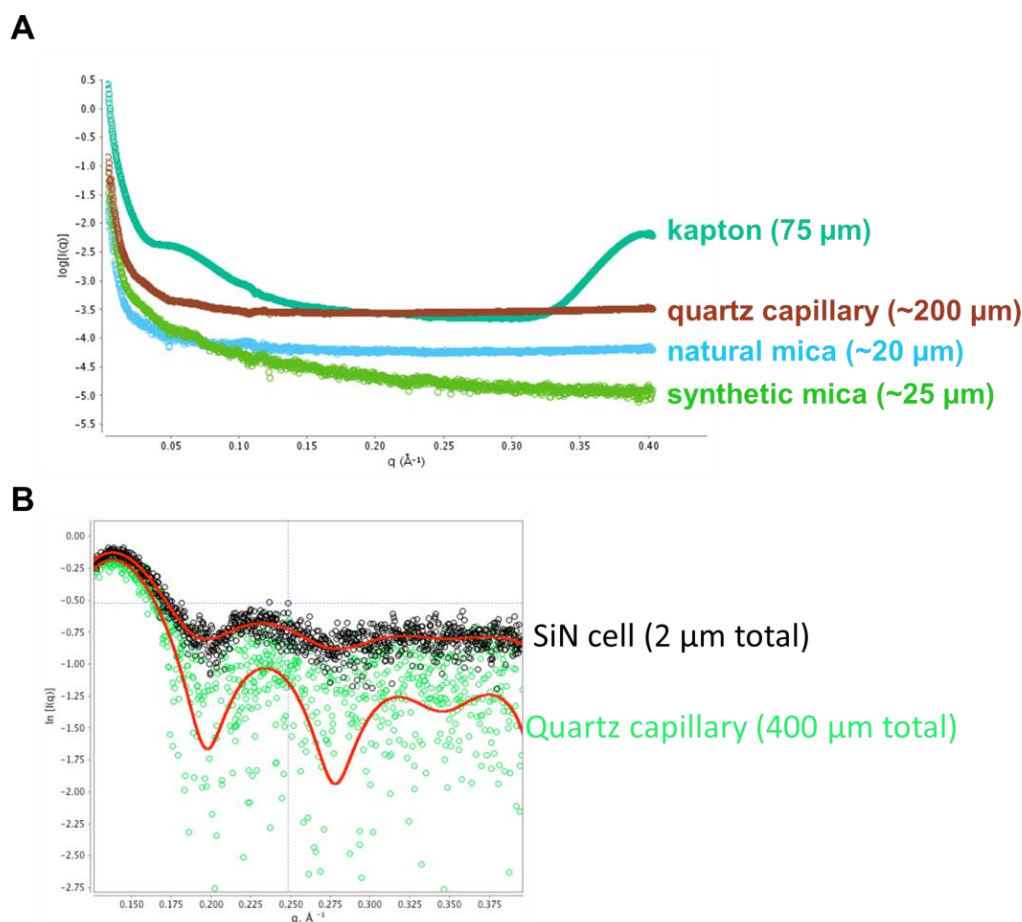 A
0.5
0.0
−0.5
−1.0
−1.5
−2.0
−2.5
−3.0
−3.5
−4.0
−4.5
−5.0
−5.5
log[I(q)]
kapton (75 µm)
quartz capillary (~200 µm)
natural mica (~20 µm)
synthetic mica (~25 µm)
0.05 0.10 0.15 0.20 0.25 0.30 0.35 0.40
q (Å⁻¹)
B
0.00
−0.25
−0.50
−0.75
−1.00
−1.25
−1.50
−1.75
−2.00
−2.25
−2.50
−2.75
ln [I(q)]
SiN cell (2 µm total)
Quartz capillary (400 µm total)
0.150 0.175 0.200 0.225 0.250 0.275 0.300 0.325 0.350 0.375
q, Å ⁻¹